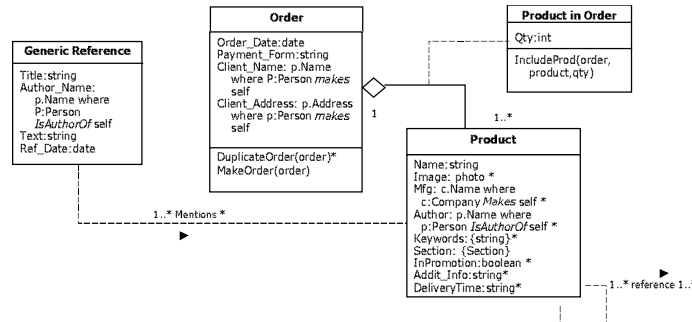 Generic Reference
Title:string
Author_Name:
p.Name where
P:Person
IsAuthorOf self
Text:string
Ref_Date:date
Order
Order_Date:date
Payment_Form:string
Client_Name: p.Name
where P:Person makes
self
Client_Address: p.Address
where p:Person makes
self
DuplicateOrder(order)*
MakeOrder(order)
Product in Order
Qty:int
IncludeProd(order,
product,qty)
1
1..*
Product
Name:string
Image: photo *
Mfg: c.Name where
c:Company Makes self *
Author: p.Name where
p:Person IsAuthorOf self *
Keywords: {string}*
Section: {Section}
InPromotion:boolean *
Addit_Info:string*
DeliveryTime:string*
1..* Mentions *
1..* reference 1..